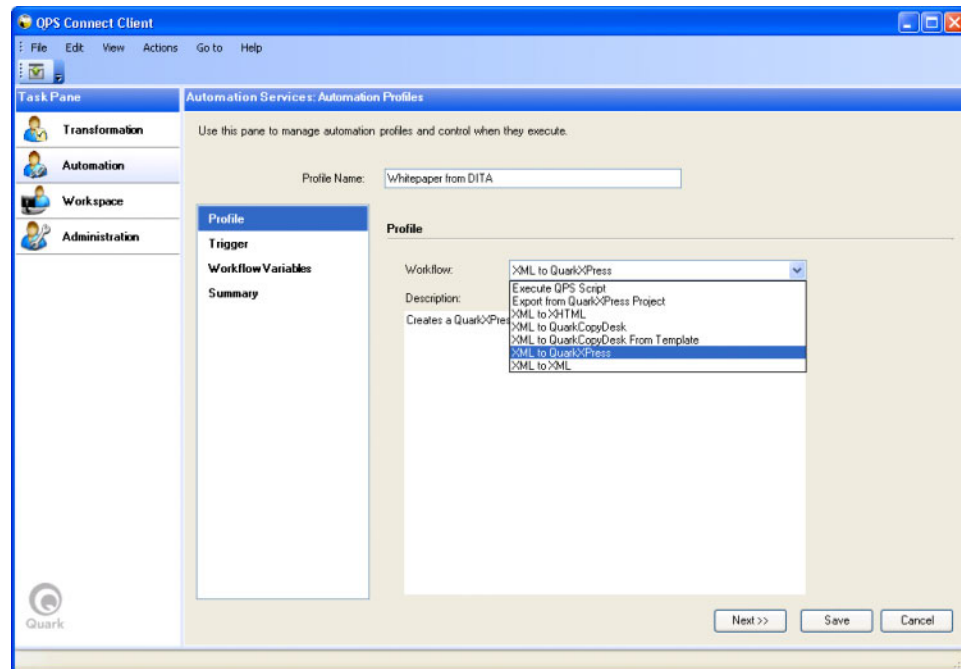 QPS Connect Client
File Edit View Actions Go to Help
Task Pane
Automation Services: Automation Profiles
Transformation
Automation
Workspace
Administration
Use this pane to manage automation profiles and control when they execute.
Profile Name: Whitepaper from DITA
Profile
Trigger
Workflow Variables
Summary
Profile
Workflow: XML to QuarkXPress
Execute QPS Script
Export from QuarkXPress Project
XML to XHTML
XML to QuarkCopyDesk
XML to QuarkCopyDesk From Template
XML to QuarkXPress
XML to XML
Description:
Creates a QuarkXPres
Quark
Next >> Save Cancel